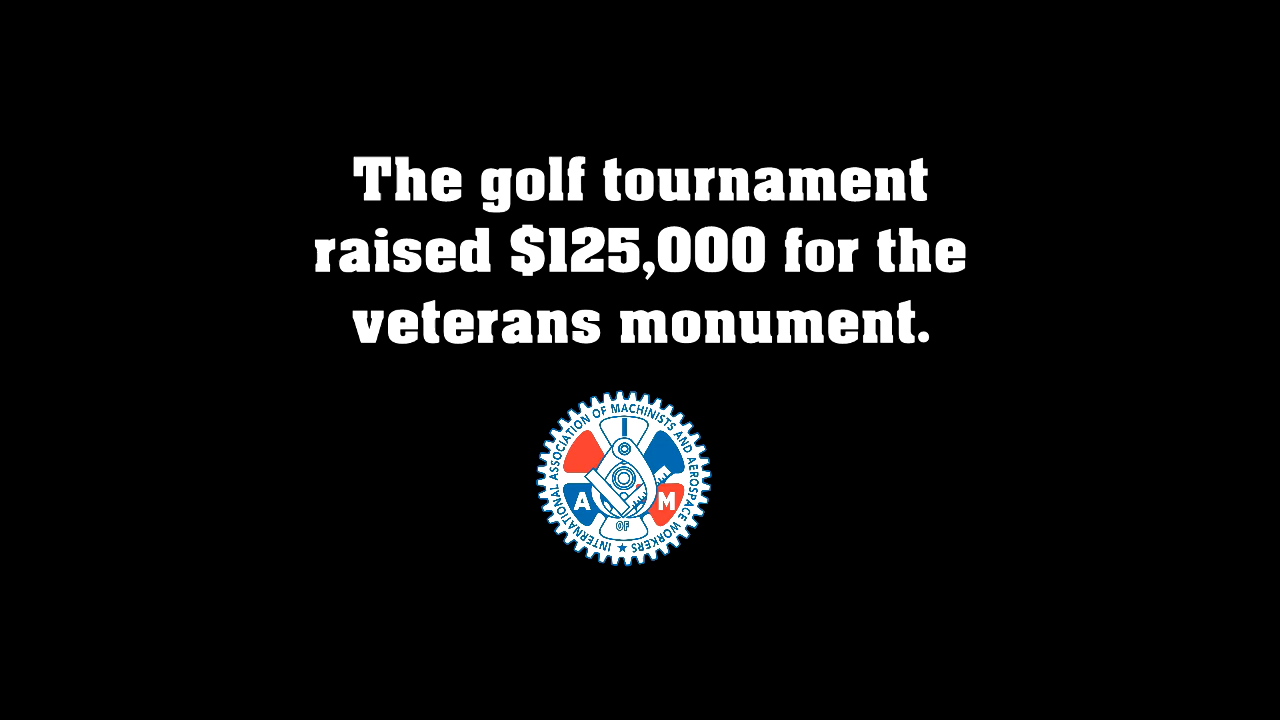 The golf tournament
raised $125,000 for the
veterans monument.
INTERNATIONAL ASSOCIATION OF MACHINISTS AND AEROSPACE WORKERS ★
I
A M
OF